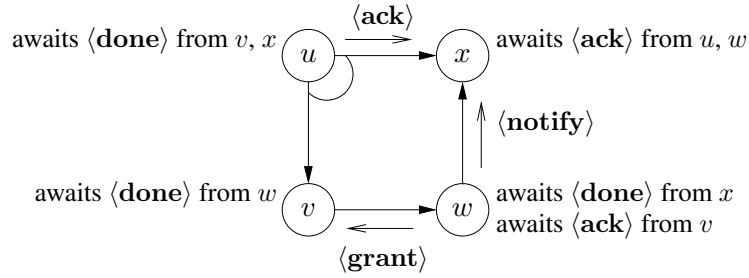 ⟨ack⟩
awaits ⟨done⟩ from v, x
u
x
awaits ⟨ack⟩ from u, w
⟨notify⟩
awaits ⟨done⟩ from w
v
w
awaits ⟨done⟩ from x
awaits ⟨ack⟩ from v
⟨grant⟩